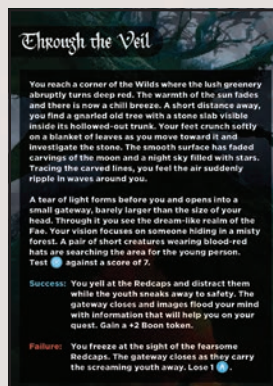 Through the Veil
You reach a corner of the Wilds where the lush greenery
abruptly turns deep red. The warmth of the sun fades
and there is now a chill breeze. A short distance away,
you find a gnarled old tree with a stone slab visible
inside its hollowed-out trunk. Your feet crunch softly
on a blanket of leaves as you move toward it and
investigate the stone. The smooth surface has faded
carvings of the moon and a night sky filled with stars.
Tracing the carved lines, you feel the air suddenly
ripple in waves around you.
A tear of light forms before you and opens into a
small gateway, barely larger than the size of your
head. Through it you see the dream-like realm of the
Fae. Your vision focuses on someone hiding in a misty
forest. A pair of short creatures wearing blood-red
hats are searching the area for the young person.
Test against a score of 7.
Success: You yell at the Redcaps and distract them
while the youth sneaks away to safety. The
gateway closes and images flood your mind
with information that will help you on your
quest. Gain a +2 Boon token.
Failure: You freeze at the sight of the fearsome
Redcaps. The gateway closes as they carry
the screaming youth away. Lose 1